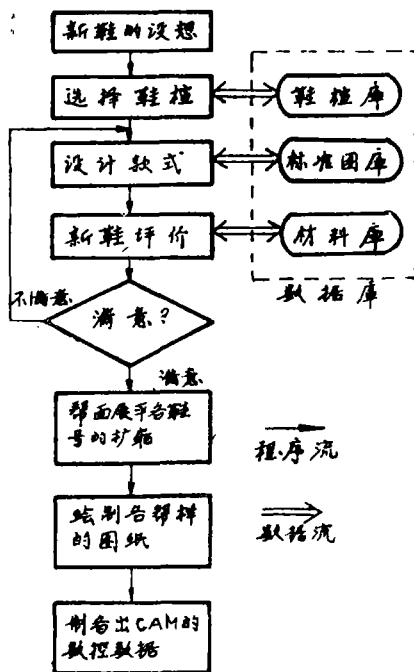 新鞋的设想
选择鞋楦
鞋楦库
设计款式
标准图库
新鞋评价
材料库
数据库
不满意
满意?
满意
帮面展平各鞋
号的扩缩
程序流
绘制各帮样
的图纸
数据流
制备出CAM的
数控数据